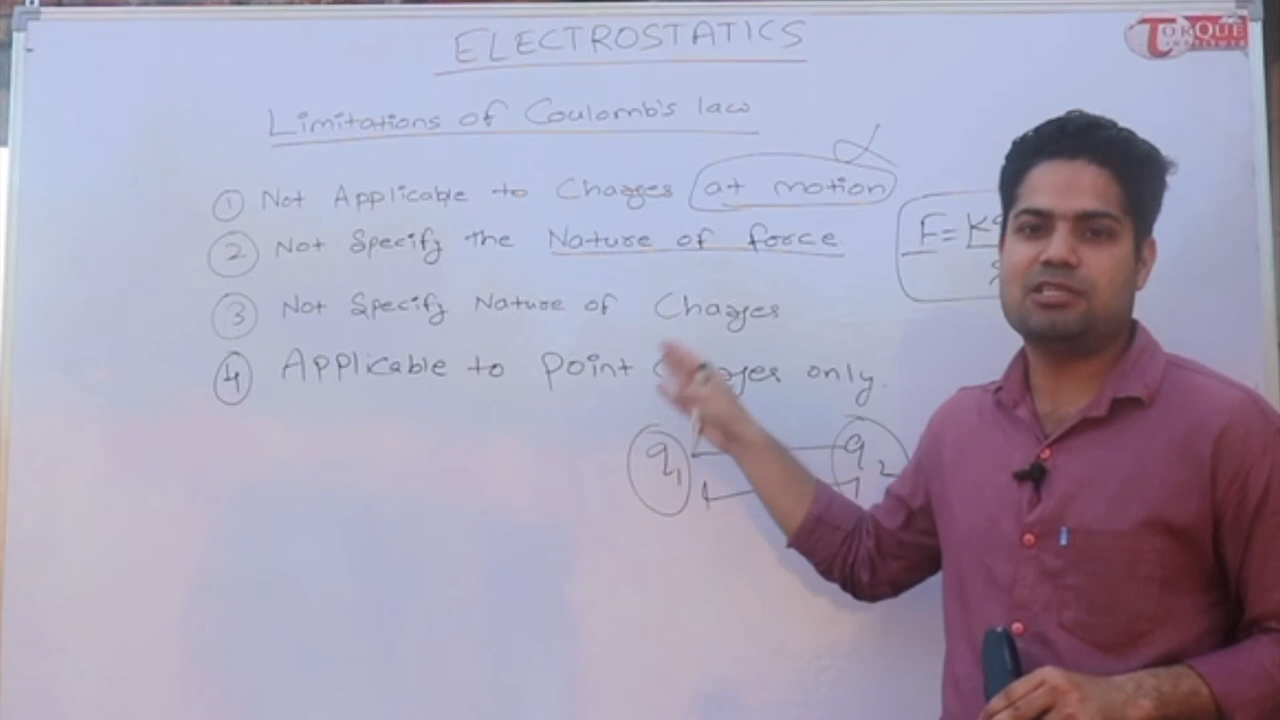 ELECTROSTATICS
TORQUE
INSTITUTE
Limitations of Coulomb's law
① Not Applicable to Charges at motion
② Not Specify the Nature of force
③ Not Specify Nature of Charges
④ Applicable to Point Charges only.
F=
q1 q2